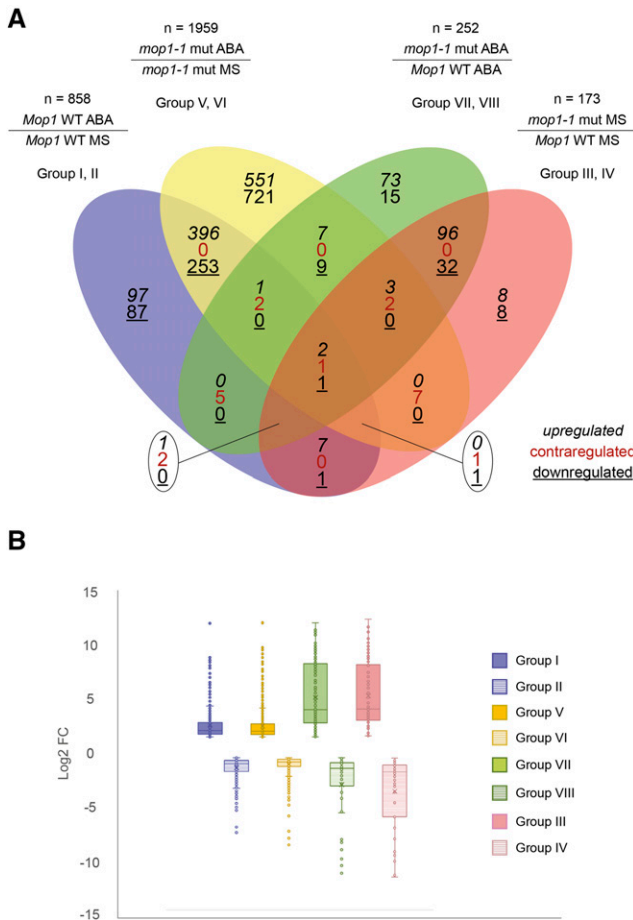 A
n = 1959
mop1-1 mut ABA
mop1-1 mut MS
Group V, VI
n = 252
mop1-1 mut ABA
Mop1 WT ABA
Group VII, VIII
n = 858
Mop1 WT ABA
Mop1 WT MS
Group I, II
n = 173
mop1-1 mut MS
Mop1 WT MS
Group III, IV
551
721
73
15
396
0
253
7
0
9
96
0
32
97
87
1
2
0
3
2
0
8
8
2
1
1
0
5
0
0
7
0
1
2
0
7
0
1
0
1
1
upregulated
contraregulated
downregulated
B
15
10
5
0
-5
-10
-15
Log2 FC
Group I
Group II
Group V
Group VI
Group VII
Group VIII
Group III
Group IV